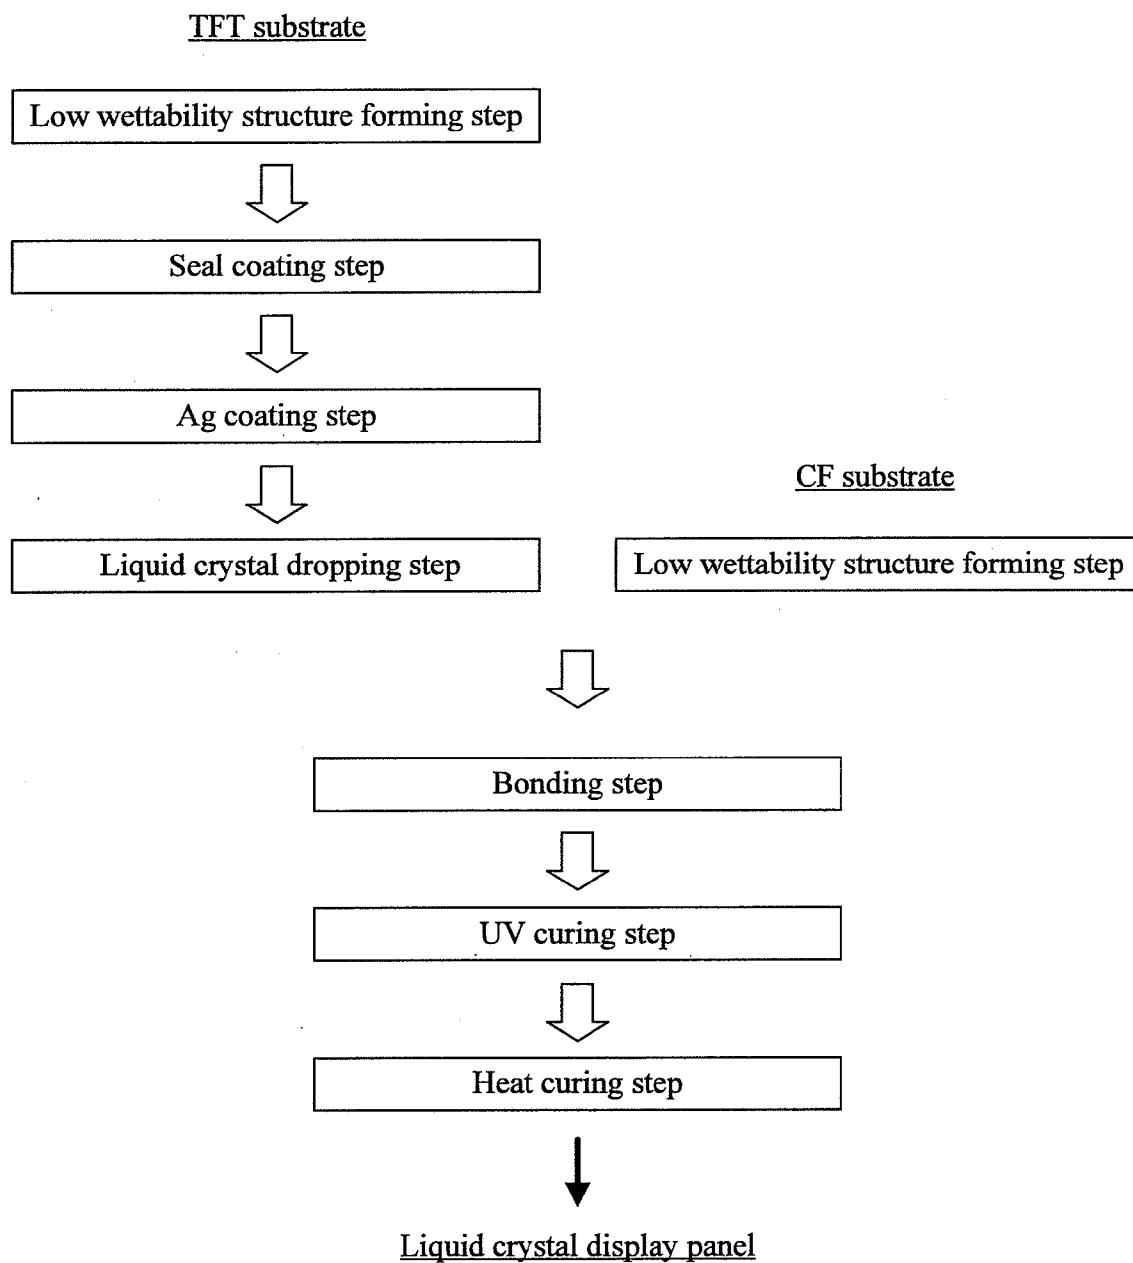 TFT substrate
Low wettability structure forming step
Seal coating step
Ag coating step
CF substrate
Liquid crystal dropping step
Low wettability structure forming step
Bonding step
UV curing step
Heat curing step
Liquid crystal display panel